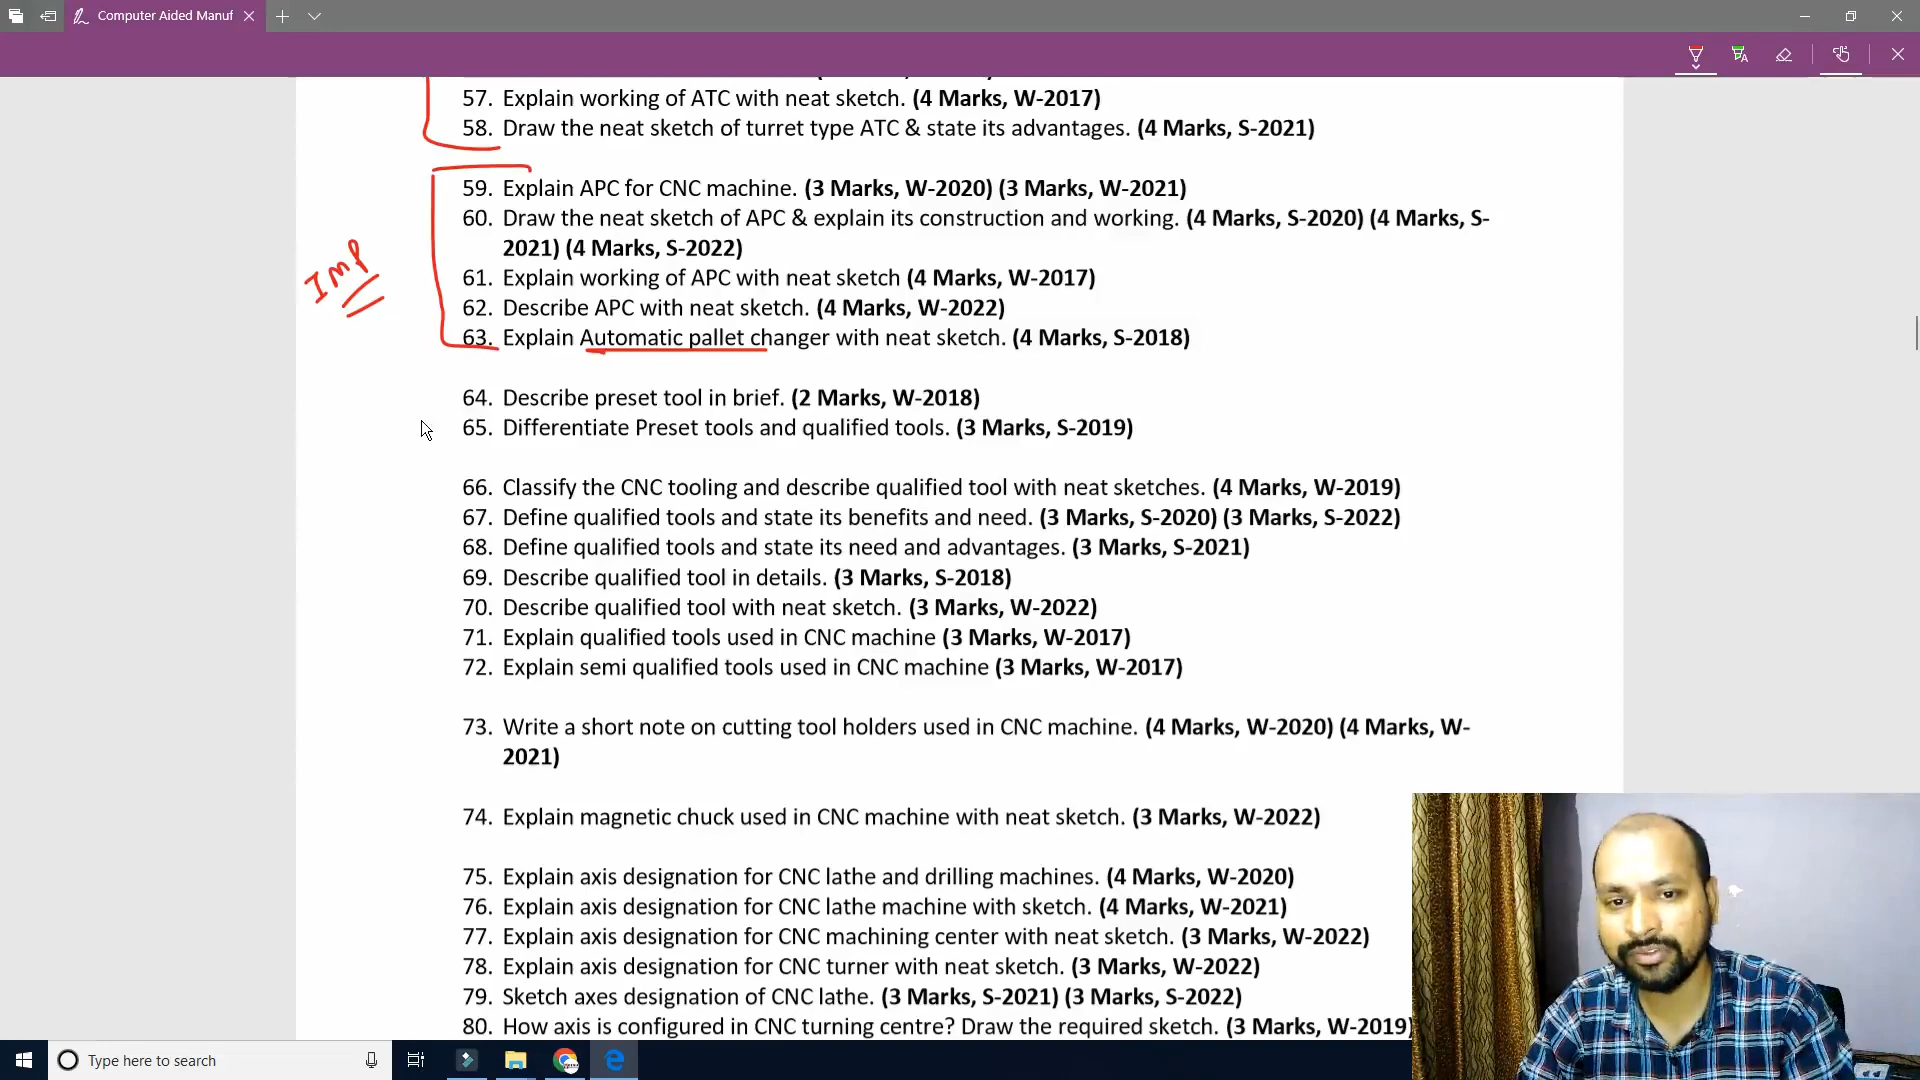 Computer Aided Manuf
57. Explain working of ATC with neat sketch. (4 Marks, W-2017)
58. Draw the neat sketch of turret type ATC & state its advantages. (4 Marks, S-2021)
59. Explain APC for CNC machine. (3 Marks, W-2020) (3 Marks, W-2021)
60. Draw the neat sketch of APC & explain its construction and working. (4 Marks, S-2020) (4 Marks, S-
2021) (4 Marks, S-2022)
IMP
61. Explain working of APC with neat sketch (4 Marks, W-2017)
62. Describe APC with neat sketch. (4 Marks, W-2022)
63. Explain Automatic pallet changer with neat sketch. (4 Marks, S-2018)
64. Describe preset tool in brief. (2 Marks, W-2018)
65. Differentiate Preset tools and qualified tools. (3 Marks, S-2019)
66. Classify the CNC tooling and describe qualified tool with neat sketches. (4 Marks, W-2019)
67. Define qualified tools and state its benefits and need. (3 Marks, S-2020) (3 Marks, S-2022)
68. Define qualified tools and state its need and advantages. (3 Marks, S-2021)
69. Describe qualified tool in details. (3 Marks, S-2018)
70. Describe qualified tool with neat sketch. (3 Marks, W-2022)
71. Explain qualified tools used in CNC machine (3 Marks, W-2017)
72. Explain semi qualified tools used in CNC machine (3 Marks, W-2017)
73. Write a short note on cutting tool holders used in CNC machine. (4 Marks, W-2020) (4 Marks, W-
2021)
74. Explain magnetic chuck used in CNC machine with neat sketch. (3 Marks, W-2022)
75. Explain axis designation for CNC lathe and drilling machines. (4 Marks, W-2020)
76. Explain axis designation for CNC lathe machine with sketch. (4 Marks, W-2021)
77. Explain axis designation for CNC machining center with neat sketch. (3 Marks, W-2022)
78. Explain axis designation for CNC turner with neat sketch. (3 Marks, W-2022)
79. Sketch axes designation of CNC lathe. (3 Marks, S-2021) (3 Marks, S-2022)
80. How axis is configured in CNC turning centre? Draw the required sketch. (3 Marks, W-2019)
Type here to search